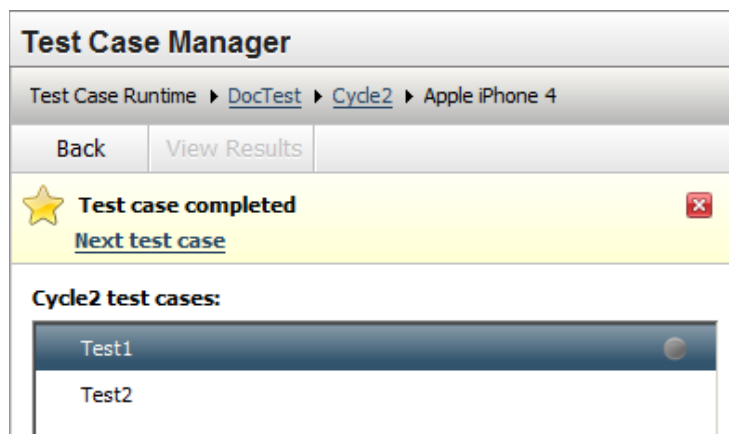 Test Case Manager
Test Case Runtime DocTest Cycle2 Apple iPhone 4
Back View Results
Test case completed
Next test case
Cycle2 test cases:
Test1
Test2